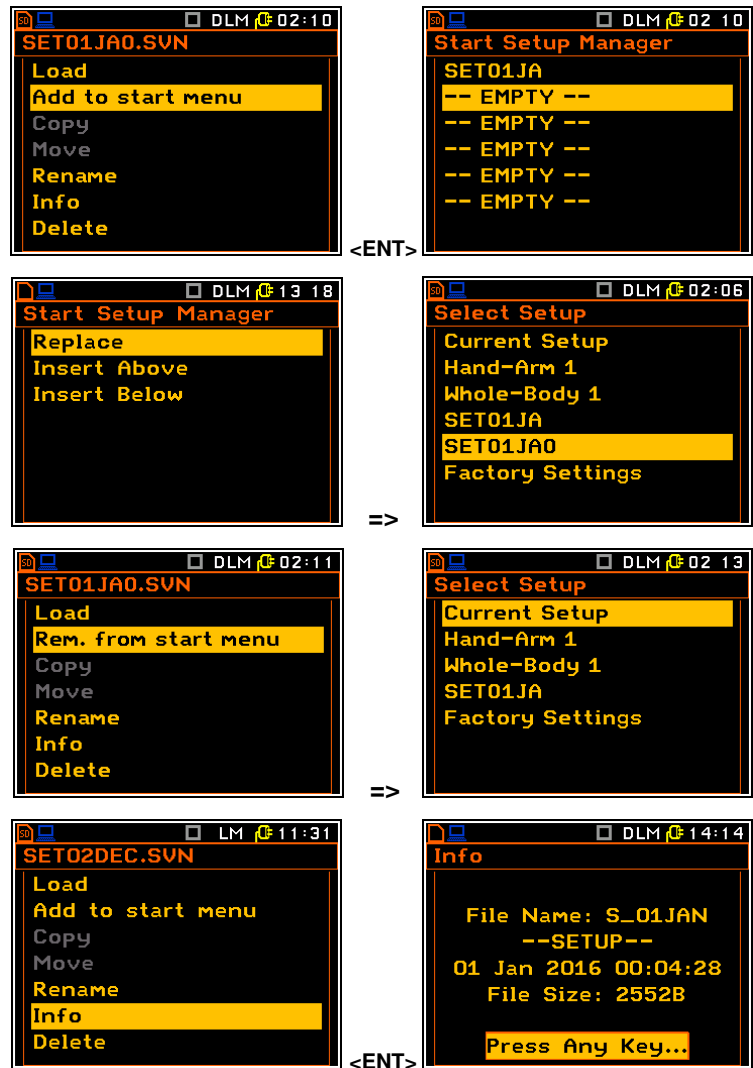 SD DLM 02:10
SET01JA0.SVN
Load
Add to start menu
Copy
Move
Rename
Info
Delete
<ENT>
SD DLM 02 10
Start Setup Manager
SET01JA
-- EMPTY --
-- EMPTY --
-- EMPTY --
-- EMPTY --
-- EMPTY --
DLM 13 18
Start Setup Manager
Replace
Insert Above
Insert Below
=>
SD DLM 02:06
Select Setup
Current Setup
Hand-Arm 1
Whole-Body 1
SET01JA
SET01JA0
Factory Settings
SD DLM 02:11
SET01JA0.SVN
Load
Rem. from start menu
Copy
Move
Rename
Info
Delete
=>
SD DLM 02 13
Select Setup
Current Setup
Hand-Arm 1
Whole-Body 1
SET01JA
Factory Settings
SD LM 11:31
SET02DEC.SVN
Load
Add to start menu
Copy
Move
Rename
Info
Delete
<ENT>
DLM 14:14
Info
File Name: S_01JAN
--SETUP--
01 Jan 2016 00:04:28
File Size: 2552B
Press Any Key...